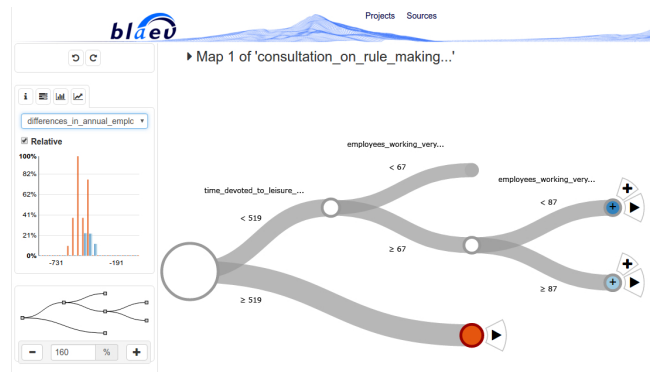 blaev
Projects Sources
Map 1 of 'consultation_on_rule_making...'
i
differences_in_annual_emplc
Relative
100%
82%
62%
41%
21%
0%
-731 -191
160 %
employees_working_very...
< 67
time_devoted_to_leisure_...
< 519
employees_working_very...
< 87
≥ 67
≥ 87
≥ 519